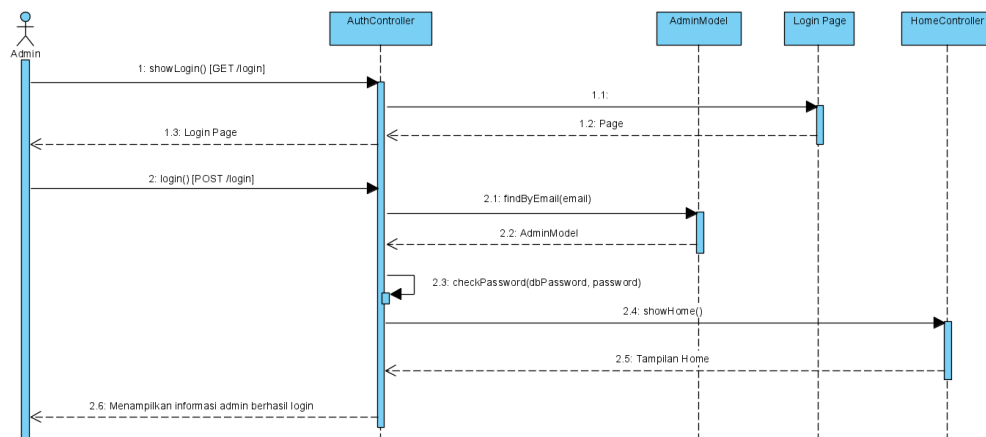 AuthController
AdminModel
Login Page
HomeController
Admin
1: showLogin() [GET /login]
1.1:
1.2: Page
1.3: Login Page
2: login() [POST /login]
2.1: findByEmail(email)
2.2: AdminModel
2.3: checkPassword(dbPassword, password)
2.4: showHome()
2.5: Tampilan Home
2.6: Menampilkan informasi admin berhasil login